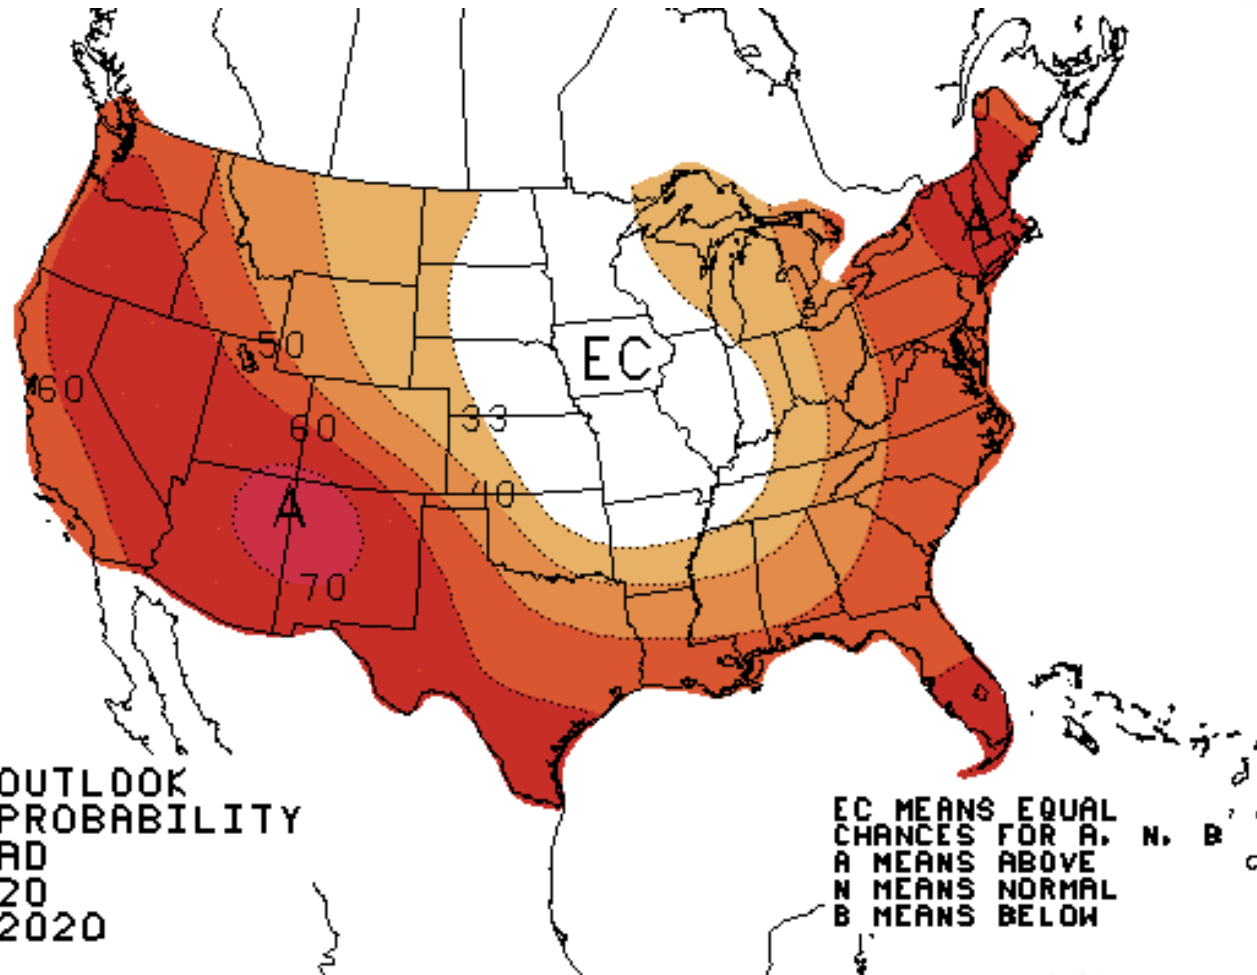 A
50
EC
60
33
60
40
A
70
OUTLOOK
PROBABILITY
AD
20
2020
EC MEANS EQUAL
CHANCES FOR A, N, B
A MEANS ABOVE
N MEANS NORMAL
B MEANS BELOW